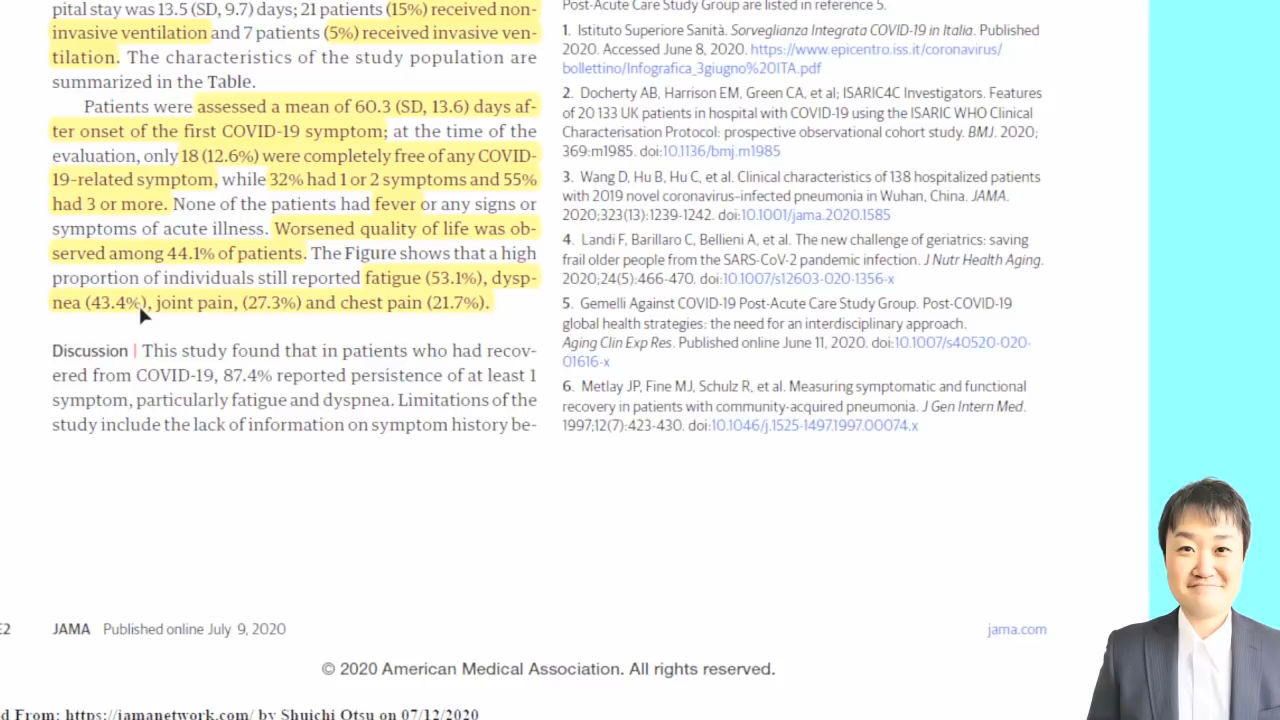 pital stay was 13.5 (SD, 9.7) days; 21 patients (15%) received non-
invasive ventilation and 7 patients (5%) received invasive ven-
tilation. The characteristics of the study population are
summarized in the Table.
Patients were assessed a mean of 60.3 (SD, 13.6) days af-
ter onset of the first COVID-19 symptom; at the time of the
evaluation, only 18 (12.6%) were completely free of any COVID-
19–related symptom, while 32% had 1 or 2 symptoms and 55%
had 3 or more. None of the patients had fever or any signs or
symptoms of acute illness. Worsened quality of life was ob-
served among 44.1% of patients. The Figure shows that a high
proportion of individuals still reported fatigue (53.1%), dysp-
nea (43.4%), joint pain, (27.3%) and chest pain (21.7%).
Discussion | This study found that in patients who had recov-
ered from COVID-19, 87.4% reported persistence of at least 1
symptom, particularly fatigue and dyspnea. Limitations of the
study include the lack of information on symptom history be-
Post-Acute Care Study Group are listed in reference 5.
1. Istituto Superiore Sanità. Sorveglianza Integrata COVID-19 in Italia. Published
2020. Accessed June 8, 2020. https://www.epicentro.iss.it/coronavirus/
bollettino/Infografica_3giugno%20ITA.pdf
2. Docherty AB, Harrison EM, Green CA, et al; ISARIC4C Investigators. Features
of 20 133 UK patients in hospital with COVID-19 using the ISARIC WHO Clinical
Characterisation Protocol: prospective observational cohort study. BMJ. 2020;
369:m1985. doi:10.1136/bmj.m1985
3. Wang D, Hu B, Hu C, et al. Clinical characteristics of 138 hospitalized patients
with 2019 novel coronavirus–infected pneumonia in Wuhan, China. JAMA.
2020;323(13):1239-1242. doi:10.1001/jama.2020.1585
4. Landi F, Barillaro C, Bellieni A, et al. The new challenge of geriatrics: saving
frail older people from the SARS-CoV-2 pandemic infection. J Nutr Health Aging.
2020;24(5):466-470. doi:10.1007/s12603-020-1356-x
5. Gemelli Against COVID-19 Post-Acute Care Study Group. Post-COVID-19
global health strategies: the need for an interdisciplinary approach.
Aging Clin Exp Res. Published online June 11, 2020. doi:10.1007/s40520-020-
01616-x
6. Metlay JP, Fine MJ, Schulz R, et al. Measuring symptomatic and functional
recovery in patients with community-acquired pneumonia. J Gen Intern Med.
1997;12(7):423-430. doi:10.1046/j.1525-1497.1997.00074.x
E2 JAMA Published online July 9, 2020 jama.com
© 2020 American Medical Association. All rights reserved.
d From: https://jamanetwork.com/ by Shuichi Otsu on 07/12/2020